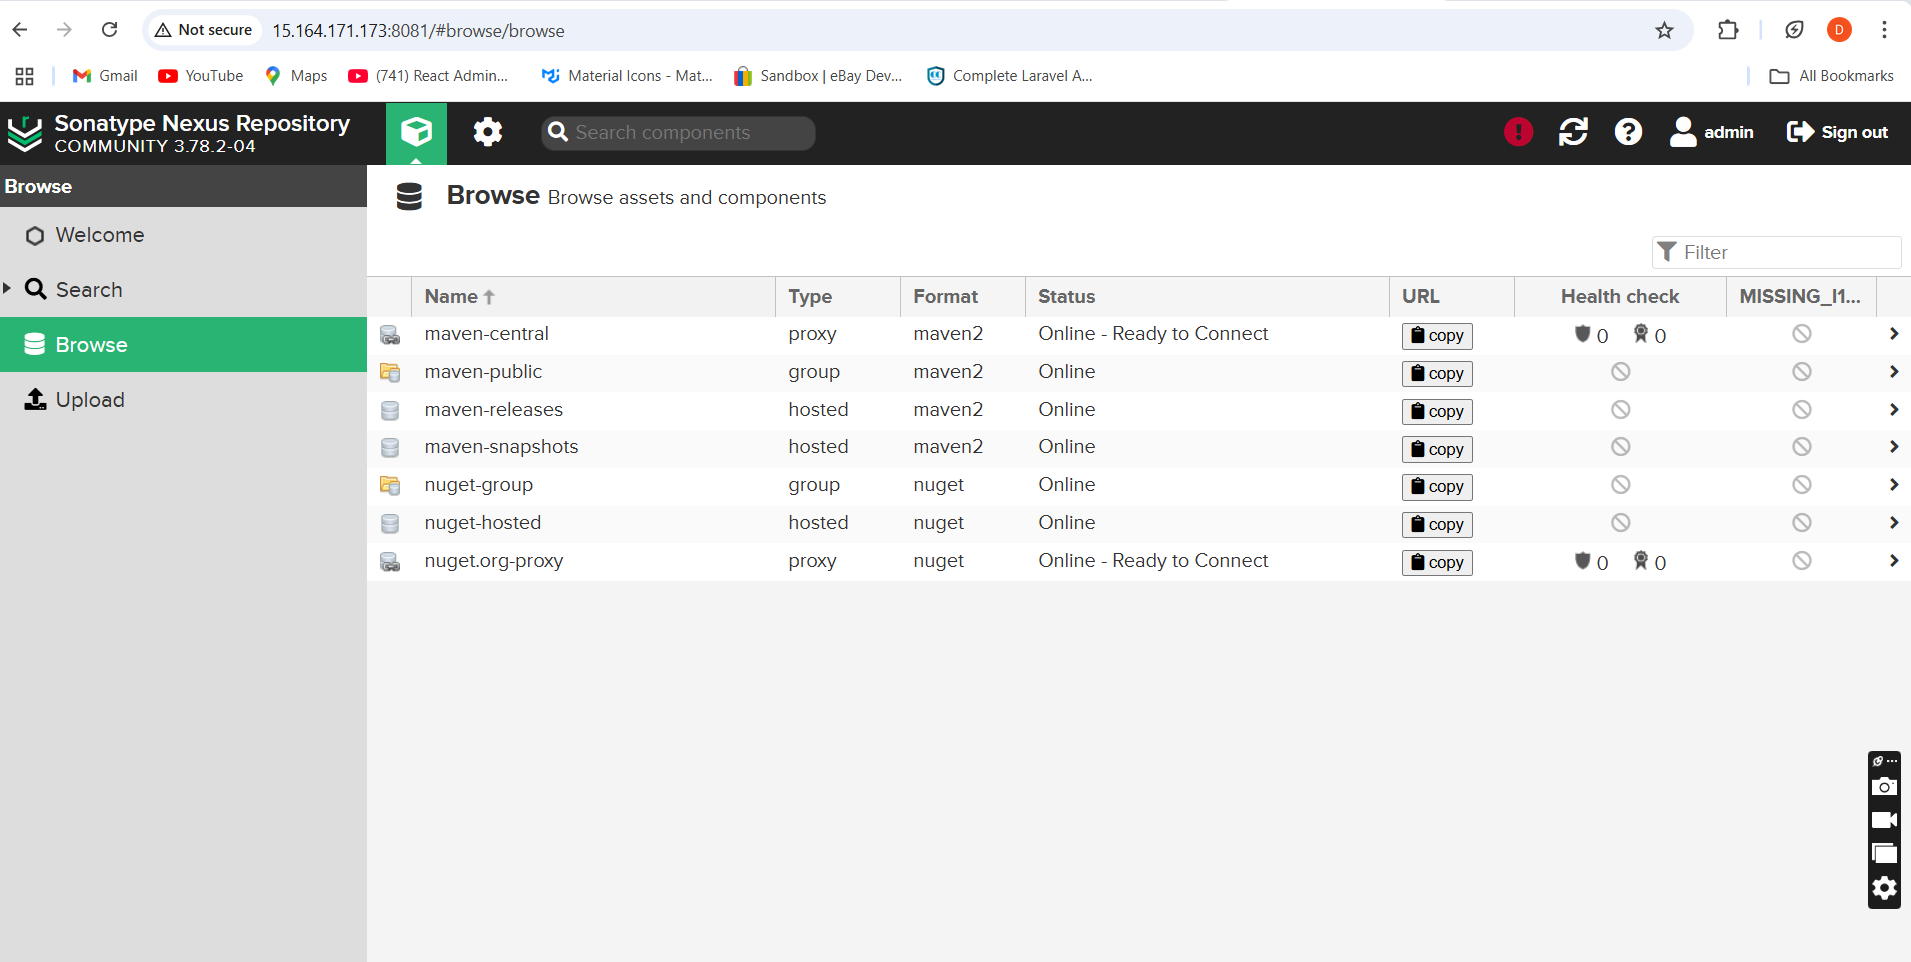 Not secure 15.164.171.173:8081/#browse/browse D
Gmail YouTube Maps (741) React Admin... Material Icons - Mat... Sandbox | eBay Dev... Complete Laravel A... All Bookmarks
Sonatype Nexus Repository
COMMUNITY 3.78.2-04
Search components
admin Sign out
Browse
Welcome
Search
Browse
Upload
Browse Browse assets and components
Filter
Name Type Format Status URL Health check MISSING_I1...
maven-central proxy maven2 Online - Ready to Connect copy 0 0
maven-public group maven2 Online copy
maven-releases hosted maven2 Online copy
maven-snapshots hosted maven2 Online copy
nuget-group group nuget Online copy
nuget-hosted hosted nuget Online copy
nuget.org-proxy proxy nuget Online - Ready to Connect copy 0 0